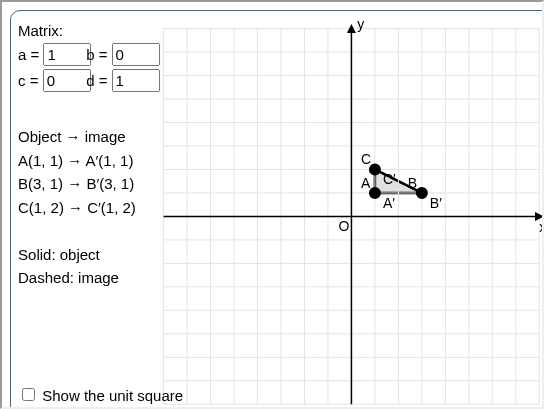 Matrix:
a = 1 b = 0
c = 0 d = 1
Object → image
A(1, 1) → A′(1, 1)
B(3, 1) → B′(3, 1)
C(1, 2) → C′(1, 2)
Solid: object
Dashed: image
Show the unit square
y
C
C′
A
B
A′
B′
O
x